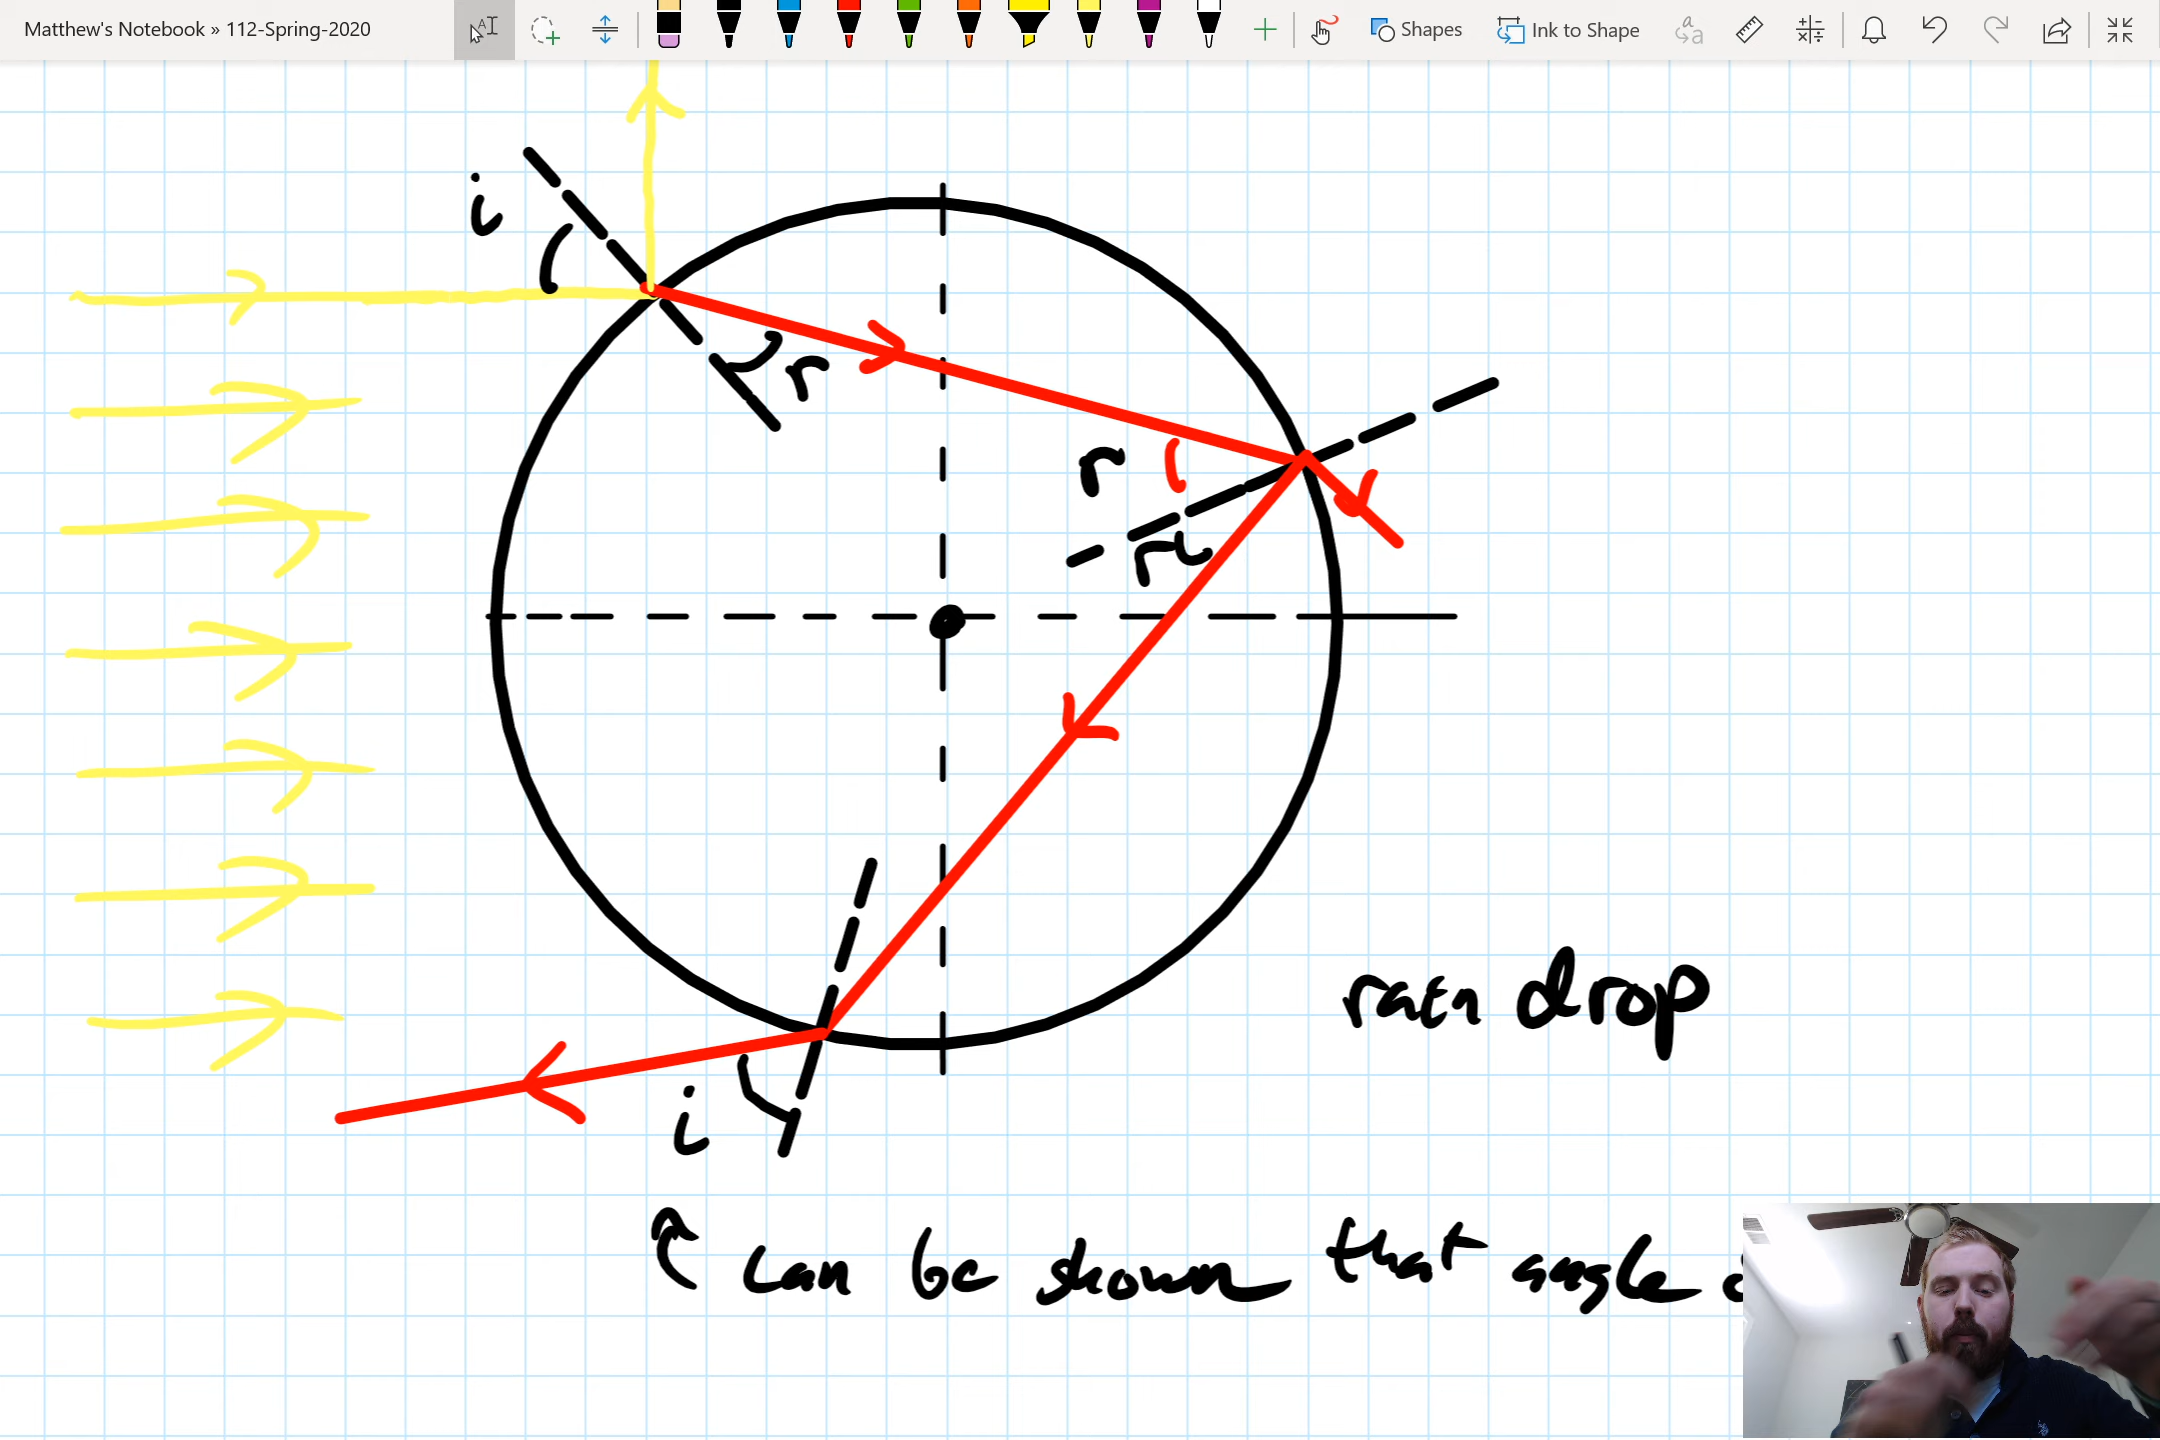 Matthew's Notebook » 112-Spring-2020
Shapes
Ink to Shape
i
r
r
r
rain drop
i
can be shown that angle